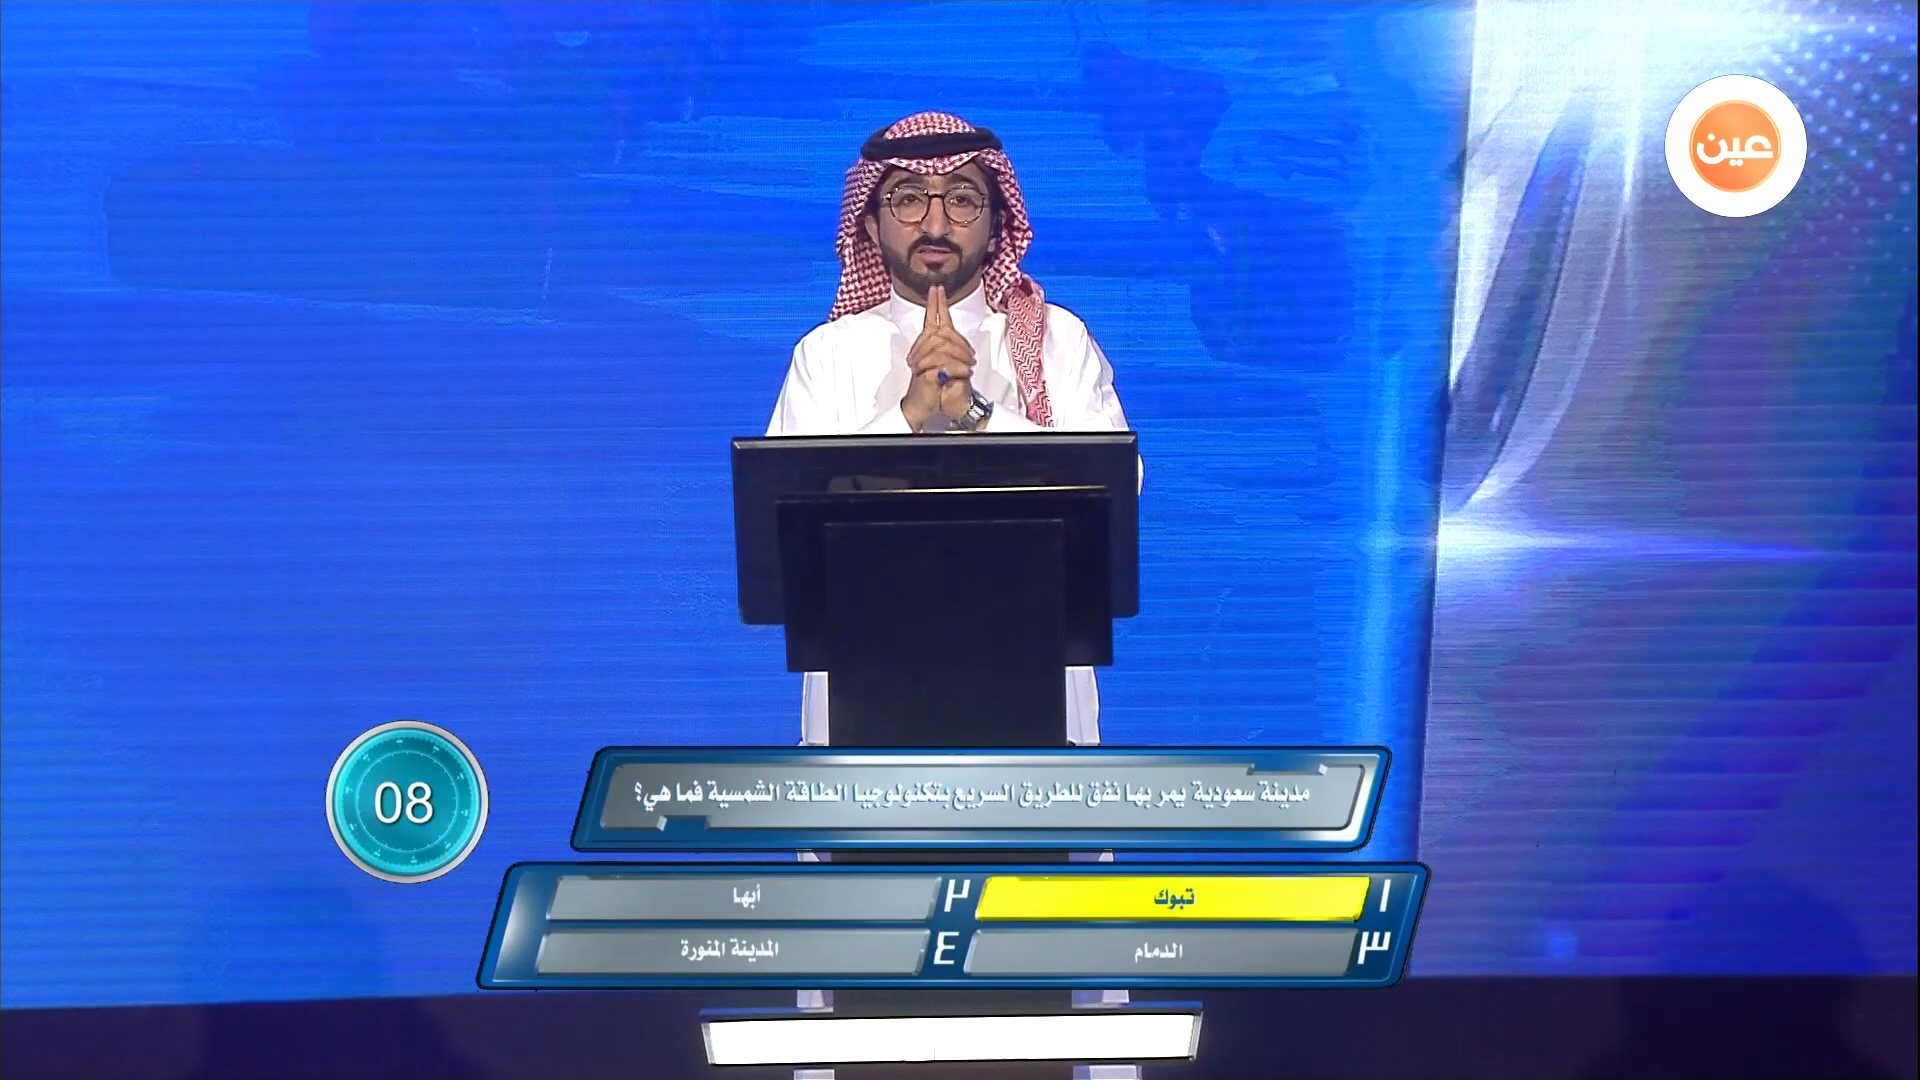 عين
مدينة سعودية يمر بها نفق للطريق السريع بتكنولوجيا الطاقة الشمسية فما هي؟
08
١ تبوك
٢ أبها
٣ الدمام
٤ المدينة المنورة